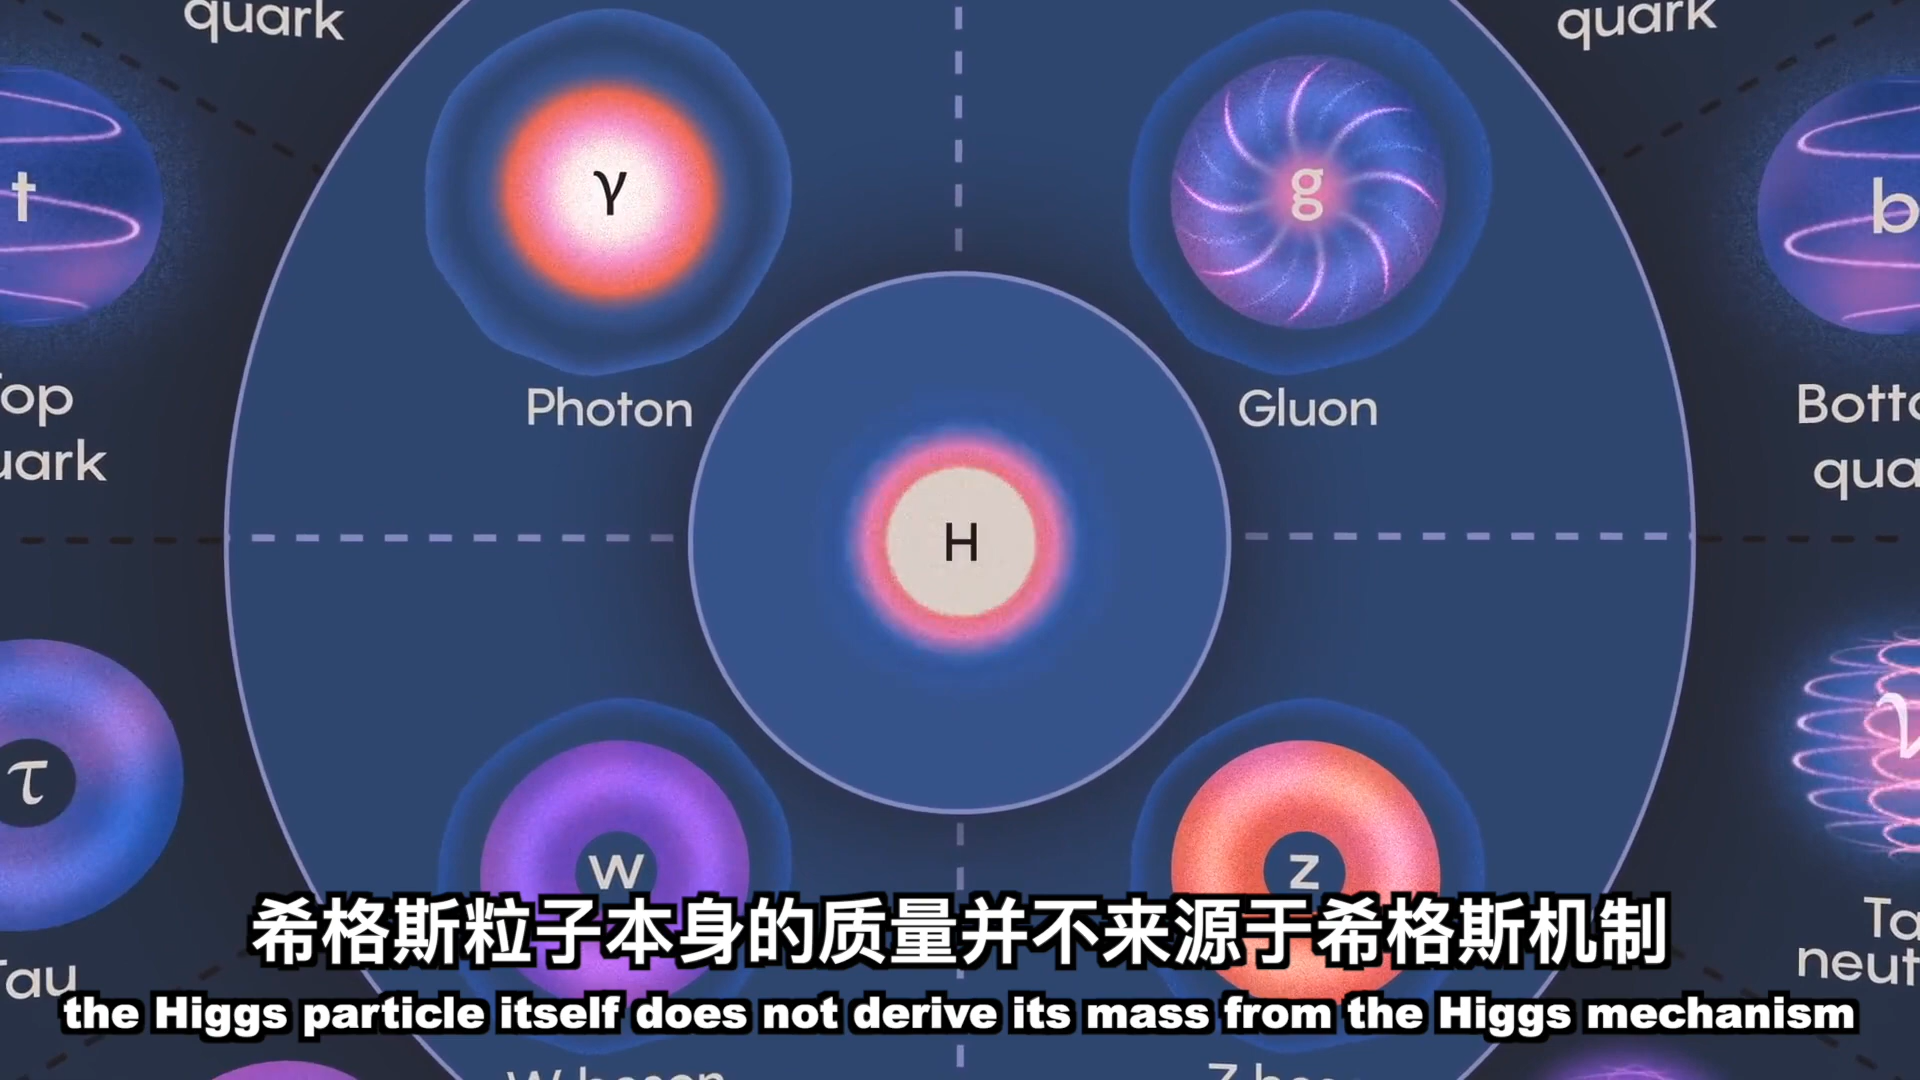 quark
quark
γ
g
t
b
Photon
Gluon
H
τ
W
Z
希格斯粒子本身的质量并不来源于希格斯机制
the Higgs particle itself does not derive its mass from the Higgs mechanism